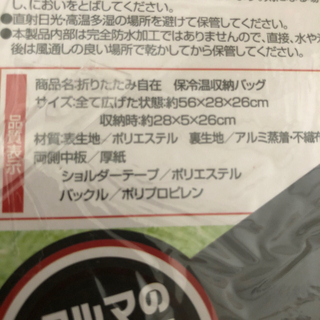 し、においをとばしてください。
●直射日光・高温多湿の場所を避けて保管してください。
●本製品内部は完全防水加工ではありませんので、直接、水や
後は風通しの良い場所で乾かしてから保管してください。
品質表示
商品名:折りたたみ自在　保冷温収納バッグ
サイズ:全て広げた状態:約56×28×26cm
収納時:約28×5×26cm
材質:表生地/ポリエステル　裏生地/アルミ蒸着・不織布
両側中板/厚紙
ショルダーテープ/ポリエステル
バックル/ポリプロピレン
マの